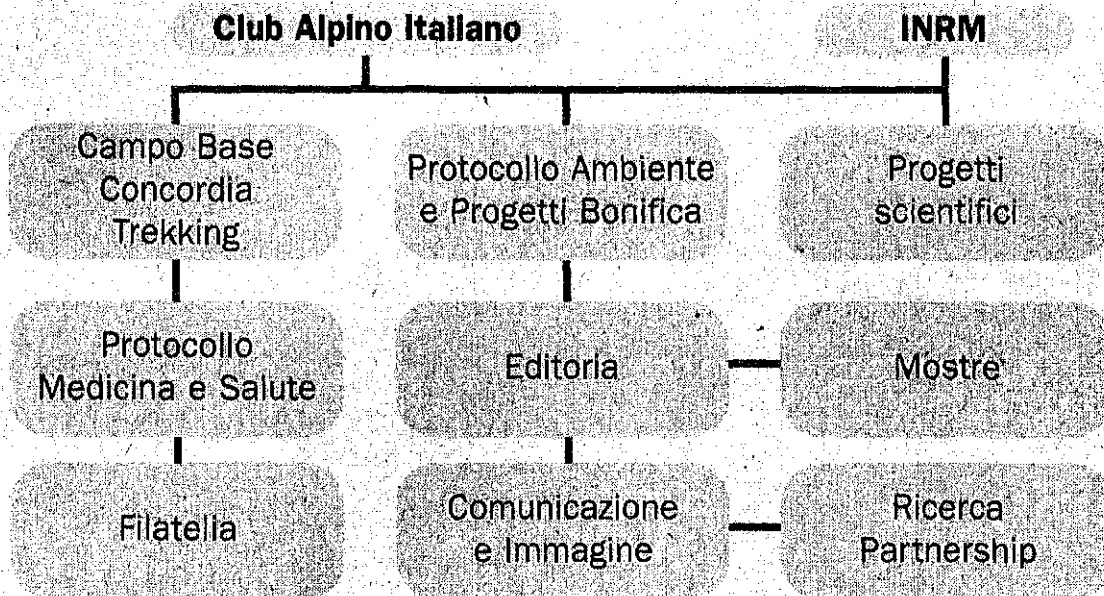 Club Alpino Italiano
INRM
Campo Base
Concordia
Trekking
Protocollo Ambiente
e Progetti Bonifica
Progetti
scientifici
Protocollo
Medicina e Salute
Editoria
Mostre
Filatelia
Comunicazione
e Immagine
Ricerca
Partnership